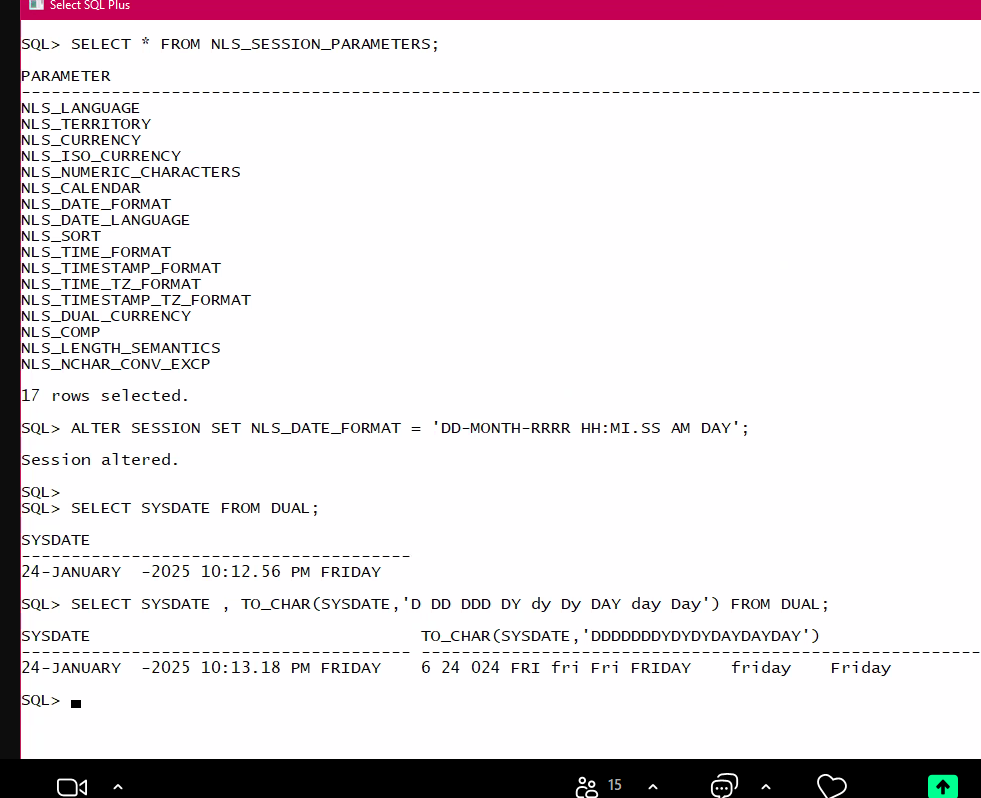 Select SQL Plus
SQL> SELECT * FROM NLS_SESSION_PARAMETERS;
PARAMETER
--------------------------------------------------------------------------------
NLS_LANGUAGE
NLS_TERRITORY
NLS_CURRENCY
NLS_ISO_CURRENCY
NLS_NUMERIC_CHARACTERS
NLS_CALENDAR
NLS_DATE_FORMAT
NLS_DATE_LANGUAGE
NLS_SORT
NLS_TIME_FORMAT
NLS_TIMESTAMP_FORMAT
NLS_TIME_TZ_FORMAT
NLS_TIMESTAMP_TZ_FORMAT
NLS_DUAL_CURRENCY
NLS_COMP
NLS_LENGTH_SEMANTICS
NLS_NCHAR_CONV_EXCP
17 rows selected.
SQL> ALTER SESSION SET NLS_DATE_FORMAT = 'DD-MONTH-RRRR HH:MI.SS AM DAY';
Session altered.
SQL>
SQL> SELECT SYSDATE FROM DUAL;
SYSDATE
---------------------------------------
24-JANUARY  -2025 10:12.56 PM FRIDAY
SQL> SELECT SYSDATE , TO_CHAR(SYSDATE,'D DD DDD DY dy Dy DAY day Day') FROM DUAL;
SYSDATE                                 TO_CHAR(SYSDATE,'DDDDDDDYDYDYDAYDAYDAY')
--------------------------------------- --------------------------------------------------------
24-JANUARY  -2025 10:13.18 PM FRIDAY    6 24 024 FRI fri Fri FRIDAY    friday    Friday
SQL>
15